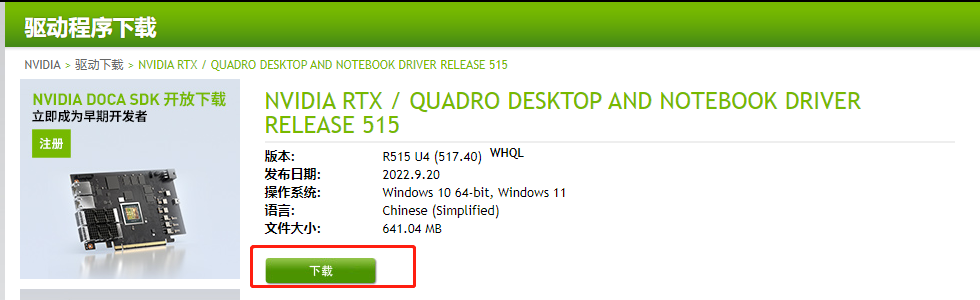 驱动程序下载
NVIDIA > 驱动下载 > NVIDIA RTX / QUADRO DESKTOP AND NOTEBOOK DRIVER RELEASE 515
NVIDIA DOCA SDK 开放下载
立即成为早期开发者
注册
NVIDIA RTX / QUADRO DESKTOP AND NOTEBOOK DRIVER
RELEASE 515
版本: R515 U4 (517.40) WHQL
发布日期: 2022.9.20
操作系统: Windows 10 64-bit, Windows 11
语言: Chinese (Simplified)
文件大小: 641.04 MB
下载